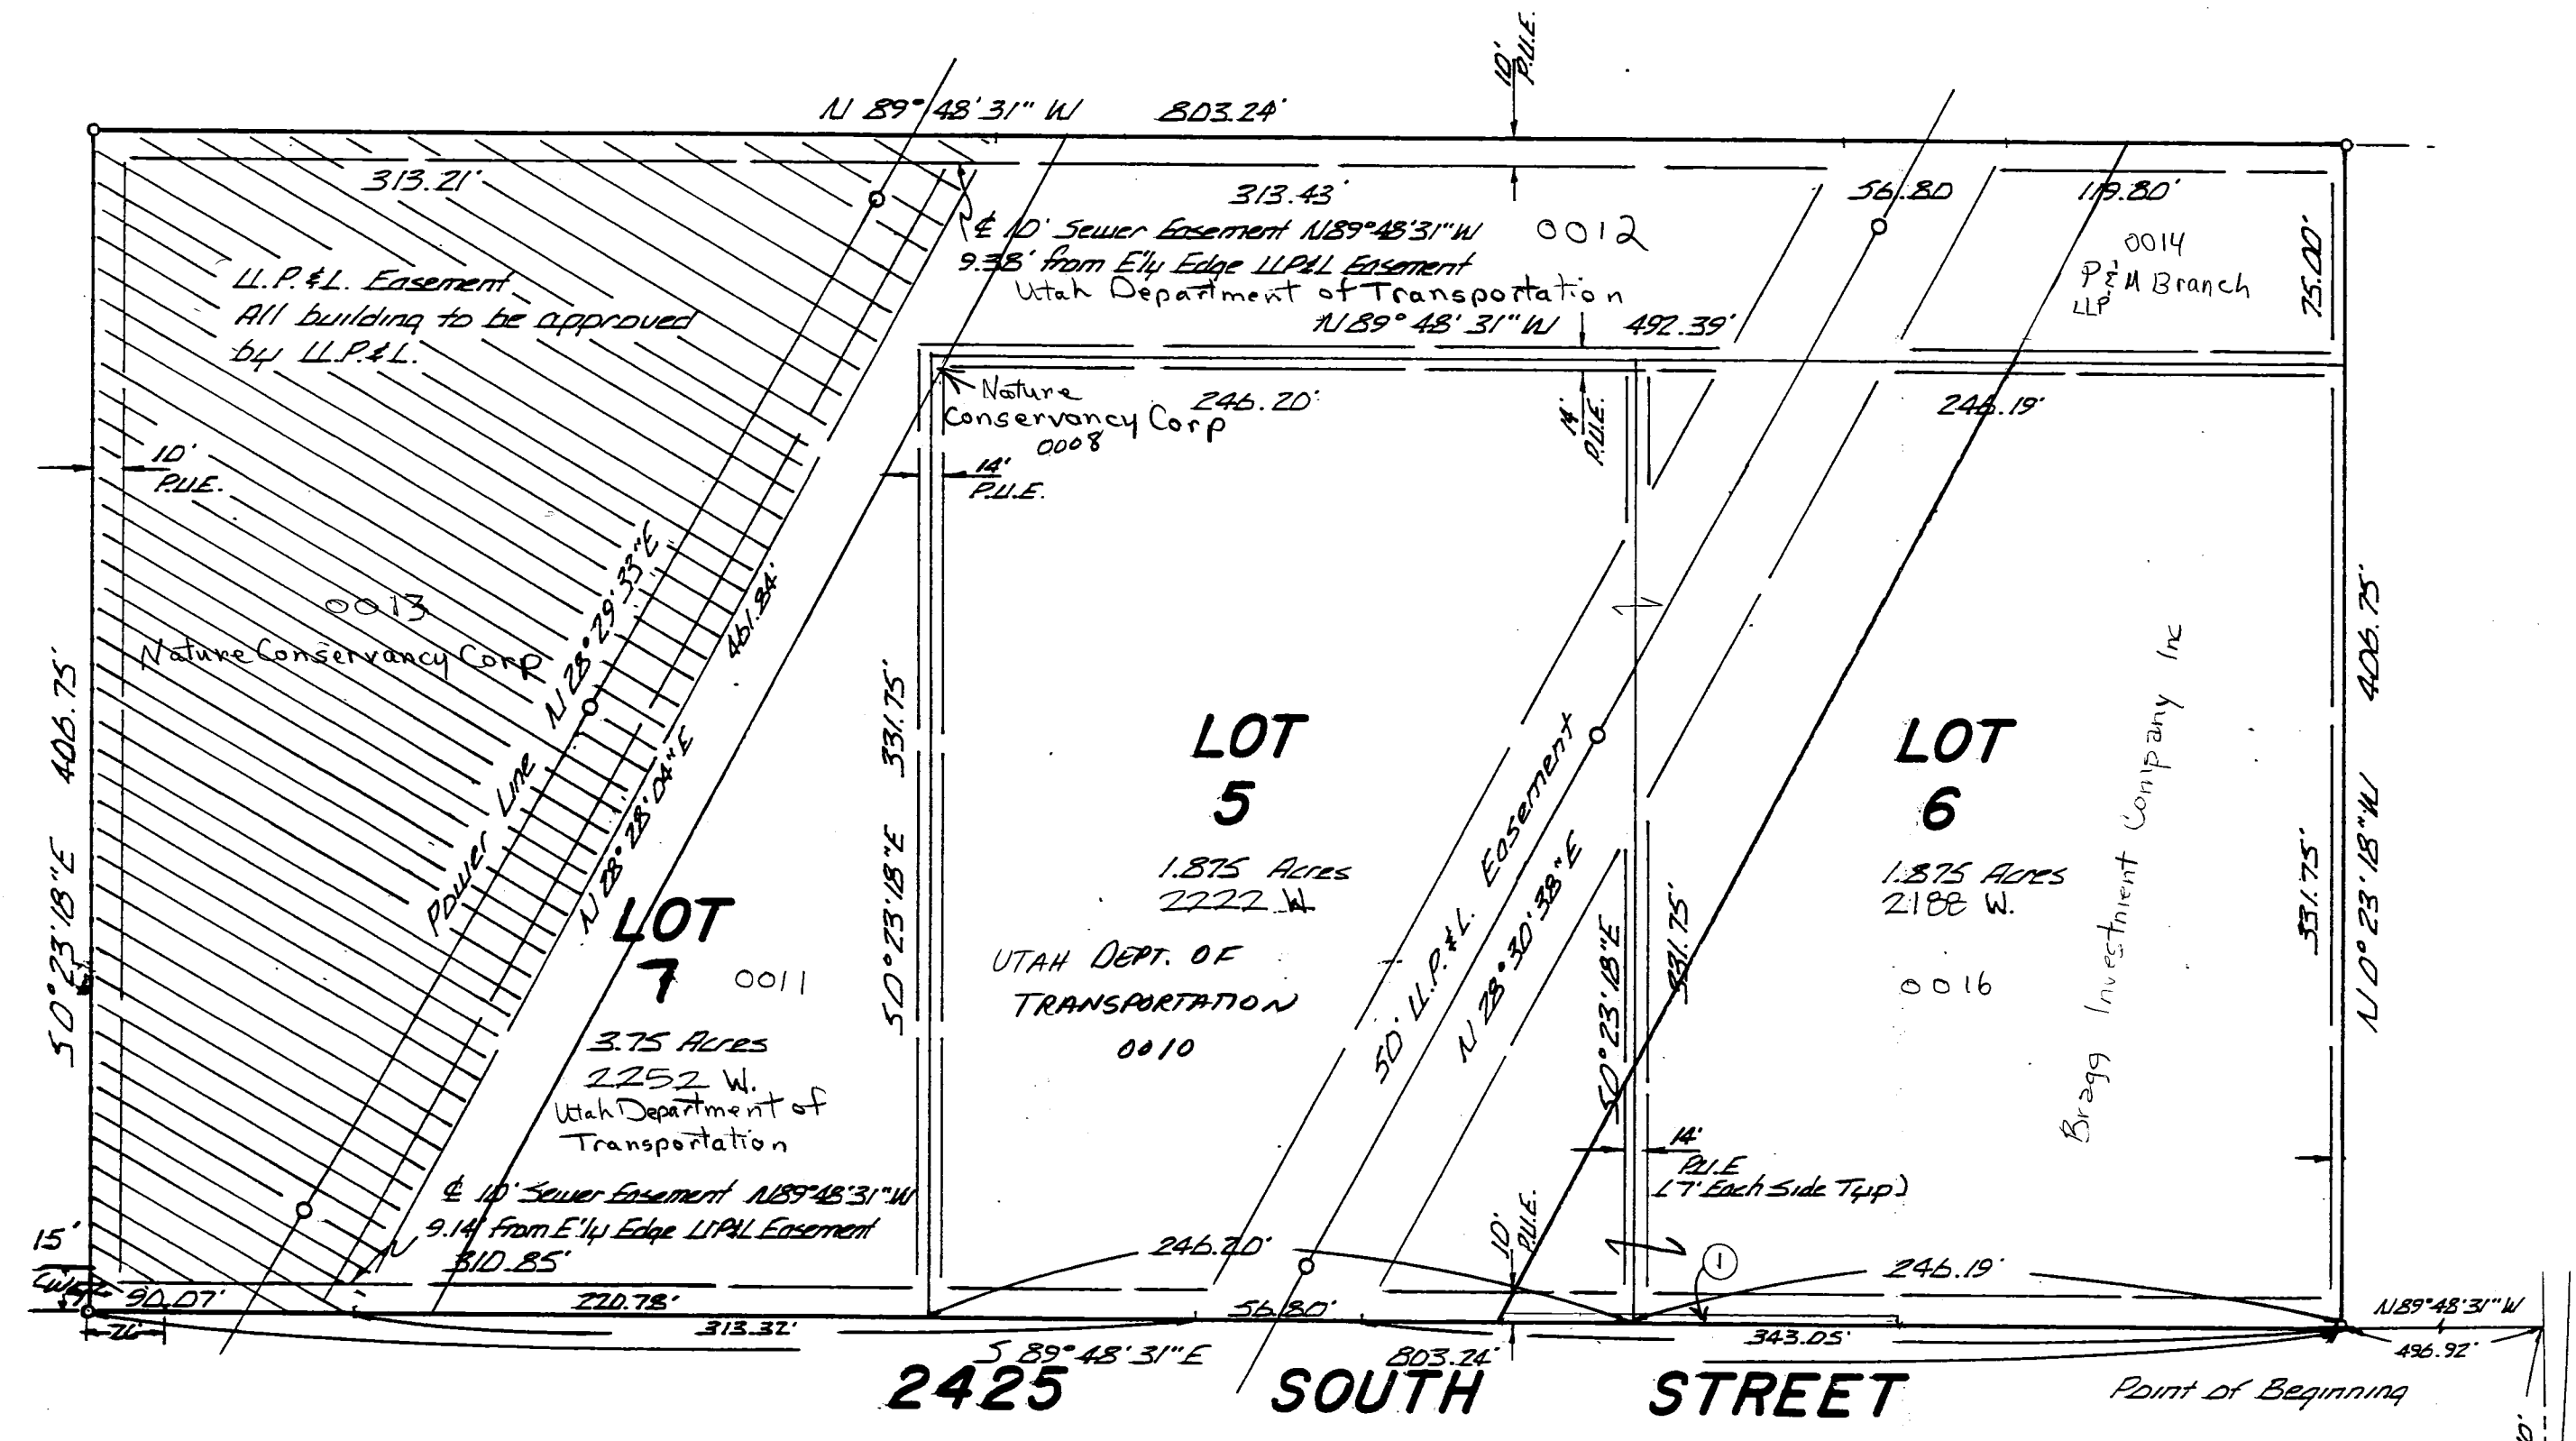 10'
P.U.E.
N 89°48'31" W 803.24'
313.21'
313.43'
56.80
119.80'
℄ 10' Sewer Easement N89°48'31"W
9.38' from E'ly Edge U.P.&L. Easement
0012
Utah Department of Transportation
0014
P & M Branch
LLP
75.00'
U.P.&L. Easement
All building to be approved
by U.P.&L.
N89°48'31"W 492.39'
Nature
Conservancy Corp
0008
246.20'
14'
P.U.E.
246.19'
10'
P.U.E.
14'
P.U.E.
0013
Nature Conservancy Corp
Power Line N 28°29'33"E
461.84'
N 28°28'04"E
S 0°23'18"E 406.75'
S 0°23'18"E 331.75'
LOT
7
0011
3.75 Acres
2252 W.
Utah Department of
Transportation
℄ 10' Sewer Easement N89°48'31"W
9.14' from E'ly Edge U.P.&L. Easement
310.85'
LOT
5
1.875 Acres
2222 W.
UTAH DEPT. OF
TRANSPORTATION
0010
50' U.P.&L. Easement
N 28°30'38"E
S 0°23'18"E
331.75'
LOT
6
1.875 Acres
2188 W.
0016
Bragg Investment Company Inc
331.75'
N 0°23'18"W 406.75'
14'
P.U.E
(7' Each Side Typ)
10'
P.U.E.
15'
90.07'
220.78'
313.32'
246.20'
56.80'
1
246.19'
343.05'
N89°48'31"W
496.92'
S 89°48'31"E 803.24'
2425 SOUTH STREET
Point of Beginning